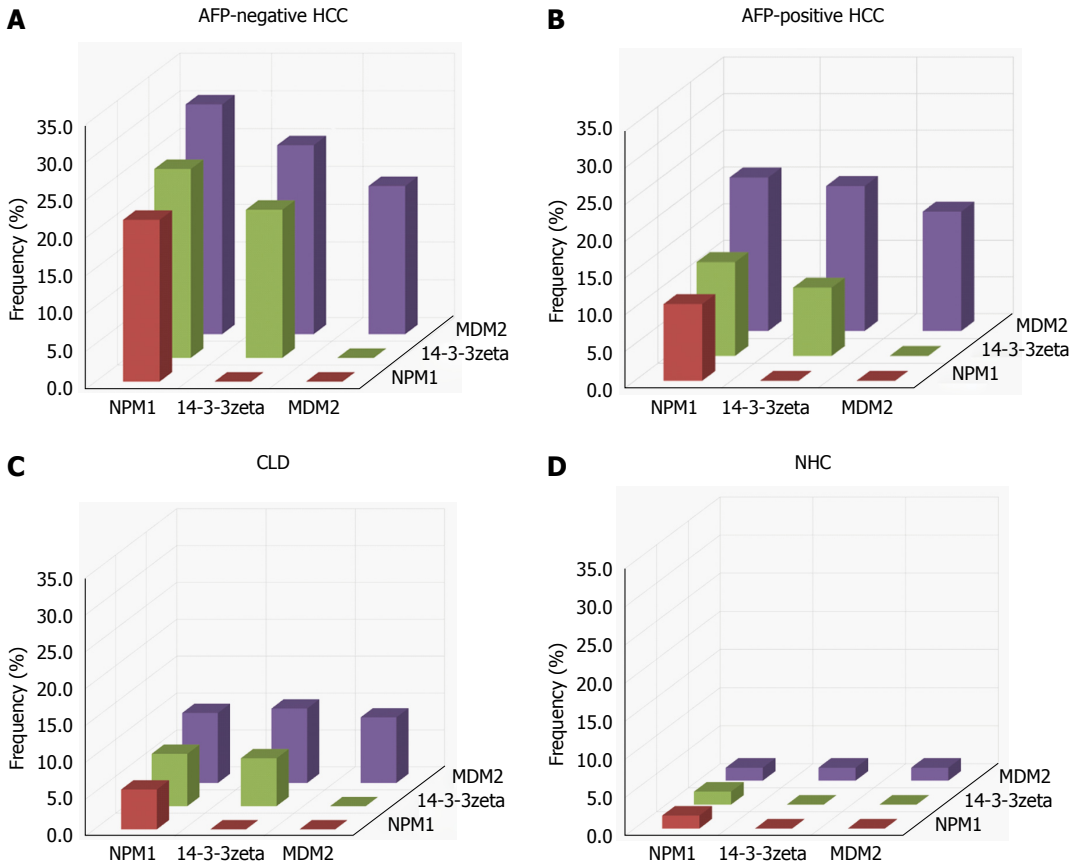 A
AFP-negative HCC
Frequency (%)
35.0
30.0
25.0
20.0
15.0
10.0
5.0
0.0
NPM1 14-3-3zeta MDM2
MDM2
14-3-3zeta
NPM1
B
AFP-positive HCC
Frequency (%)
35.0
30.0
25.0
20.0
15.0
10.0
5.0
0.0
NPM1 14-3-3zeta MDM2
MDM2
14-3-3zeta
NPM1
C
CLD
Frequency (%)
35.0
30.0
25.0
20.0
15.0
10.0
5.0
0.0
NPM1 14-3-3zeta MDM2
MDM2
14-3-3zeta
NPM1
D
NHC
Frequency (%)
35.0
30.0
25.0
20.0
15.0
10.0
5.0
0.0
NPM1 14-3-3zeta MDM2
MDM2
14-3-3zeta
NPM1